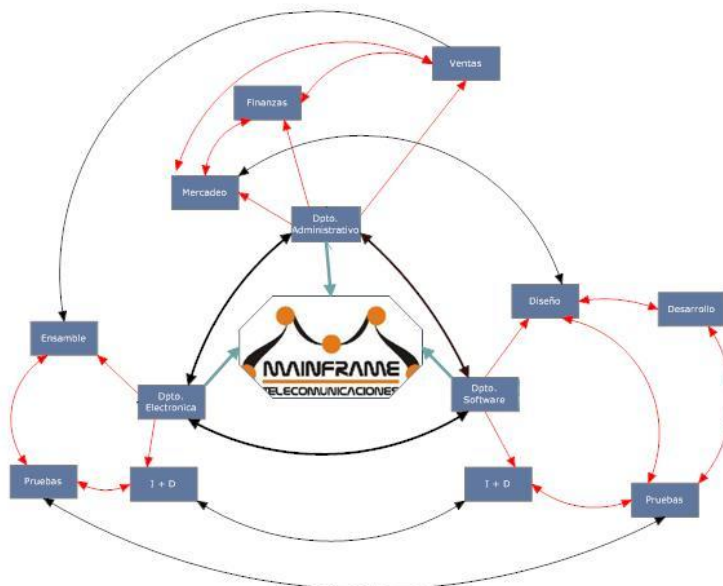 Ventas
Finanzas
Mercadeo
Dpto.
Administrativo
Diseño
Desarrollo
Ensamble
MAINFRAME
TELECOMUNICACIONES
Dpto.
Electronica
Dpto.
Software
Pruebas
I + D
I + D
Pruebas